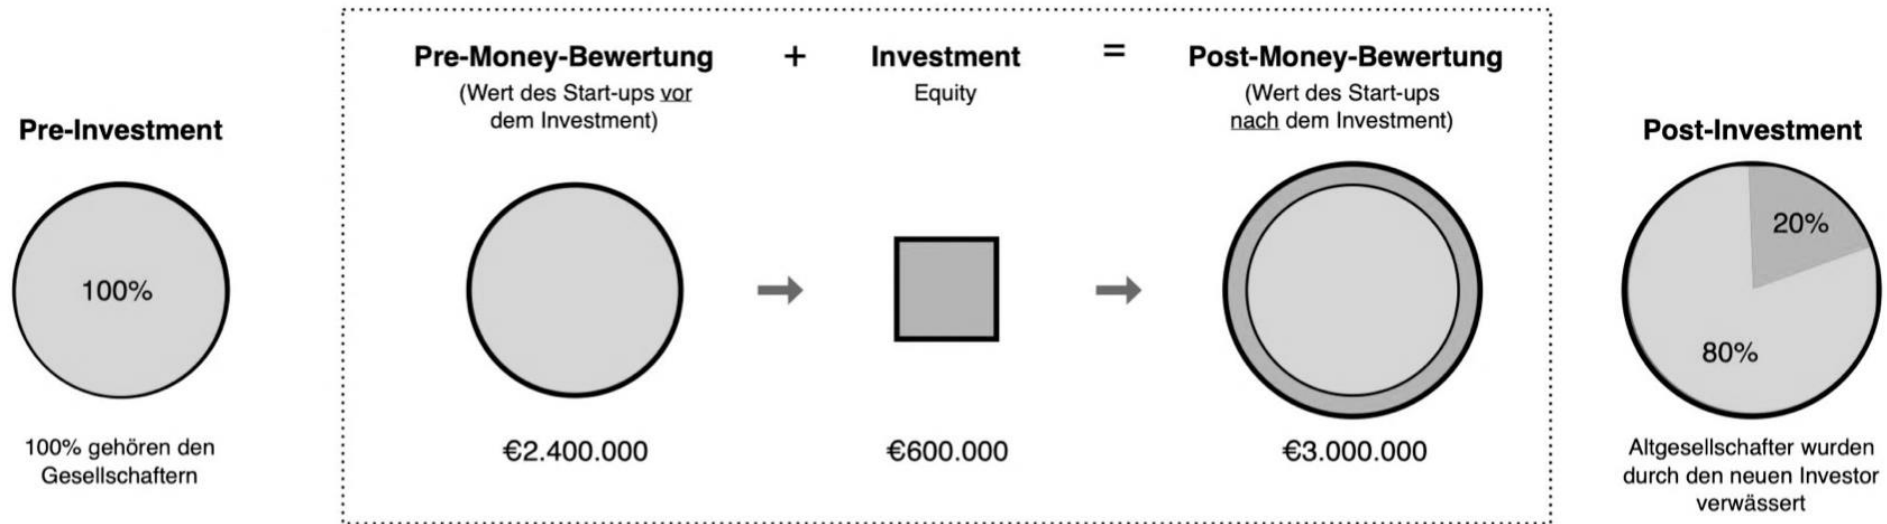 Pre-Investment
100%
100% gehören den
Gesellschaftern
Pre-Money-Bewertung
(Wert des Start-ups vor
dem Investment)
€2.400.000
+
Investment
Equity
€600.000
=
Post-Money-Bewertung
(Wert des Start-ups
nach dem Investment)
€3.000.000
Post-Investment
20%
80%
Altgesellschafter wurden
durch den neuen Investor
verwässert